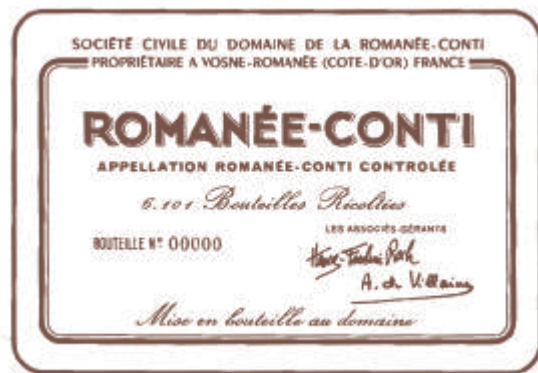 SOCIÉTÉ CIVILE DU DOMAINE DE LA ROMANÉE-CONTI
PROPRIÉTAIRE A VOSNE-ROMANÉE (COTE-D'OR) FRANCE
ROMANÉE-CONTI
APPELLATION ROMANÉE-CONTI CONTROLÉE
6.101 Bouteilles Récoltées
LES ASSOCIÉS-GÉRANTS
BOUTEILLE Nº 00000
A. de Villaine
Mise en bouteille au domaine